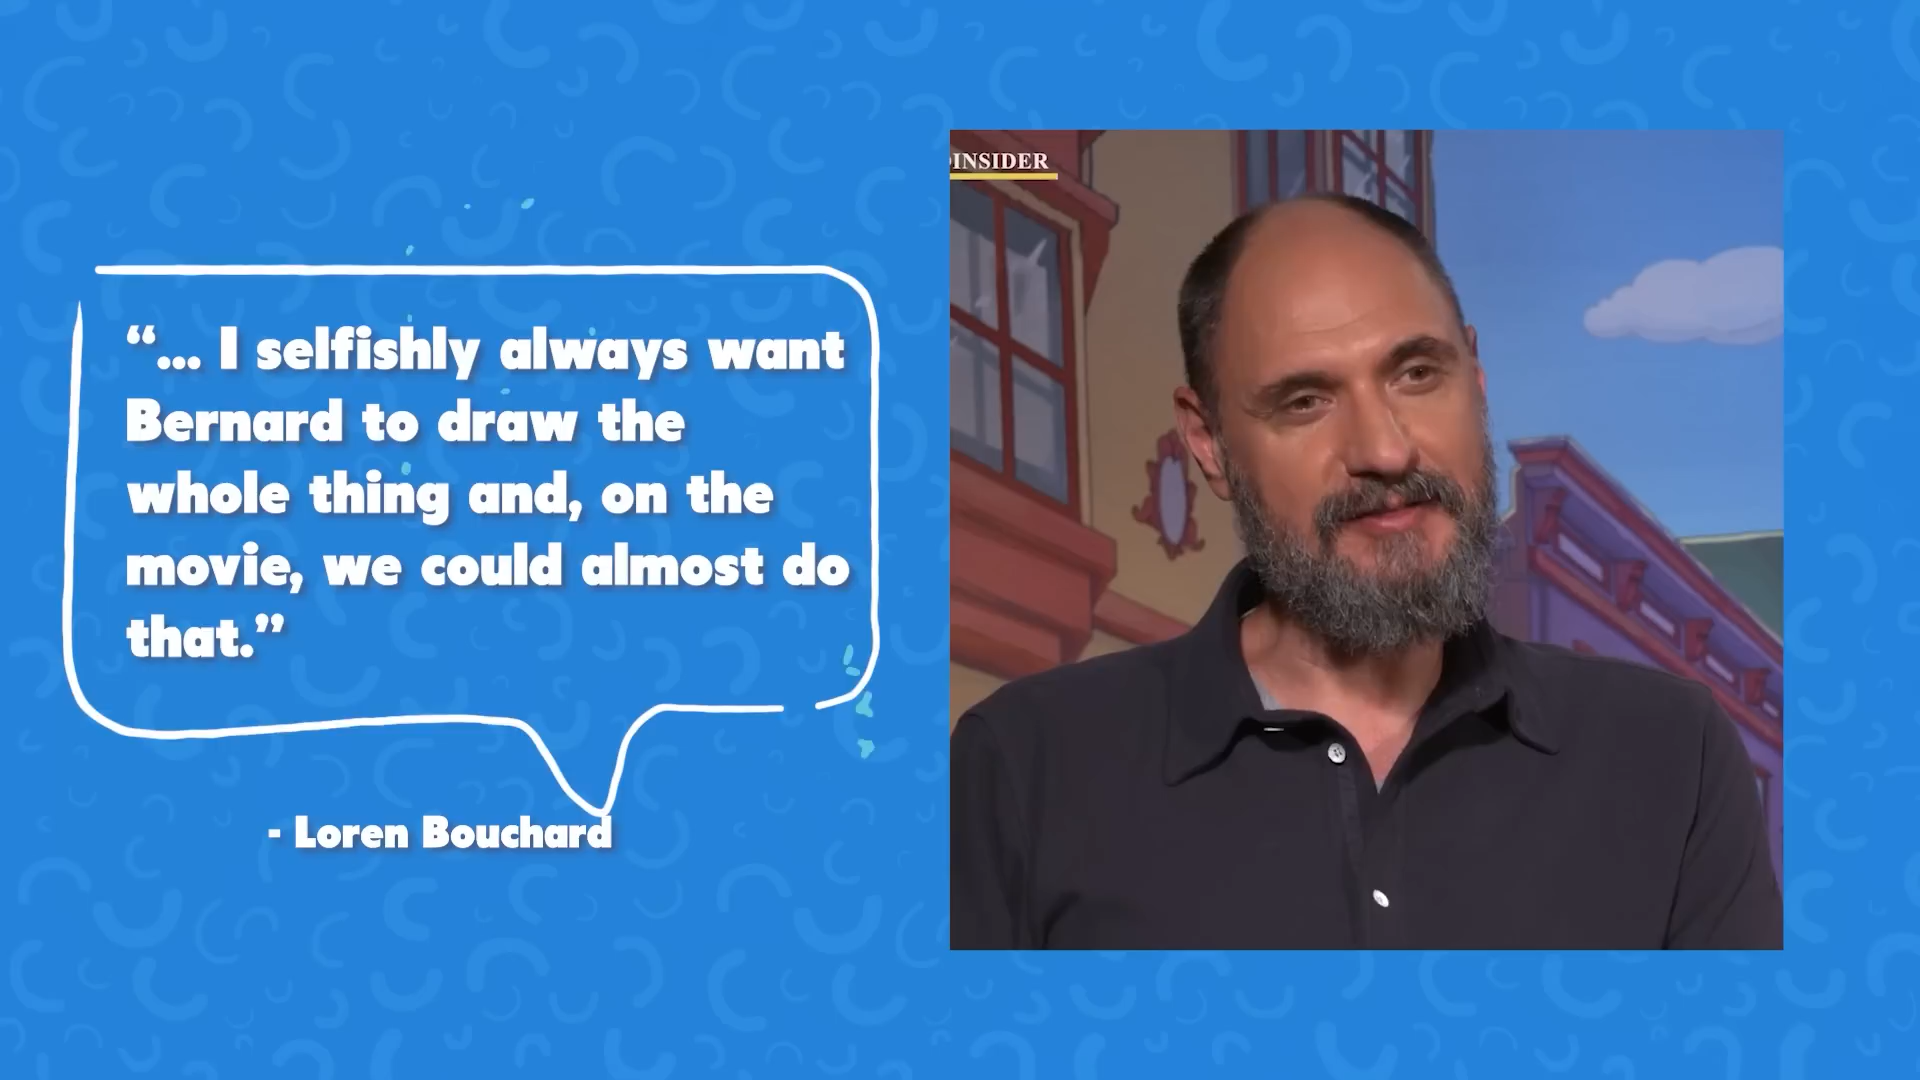 “... I selfishly always want
Bernard to draw the
whole thing and, on the
movie, we could almost do
that.”
- Loren Bouchard
INSIDER